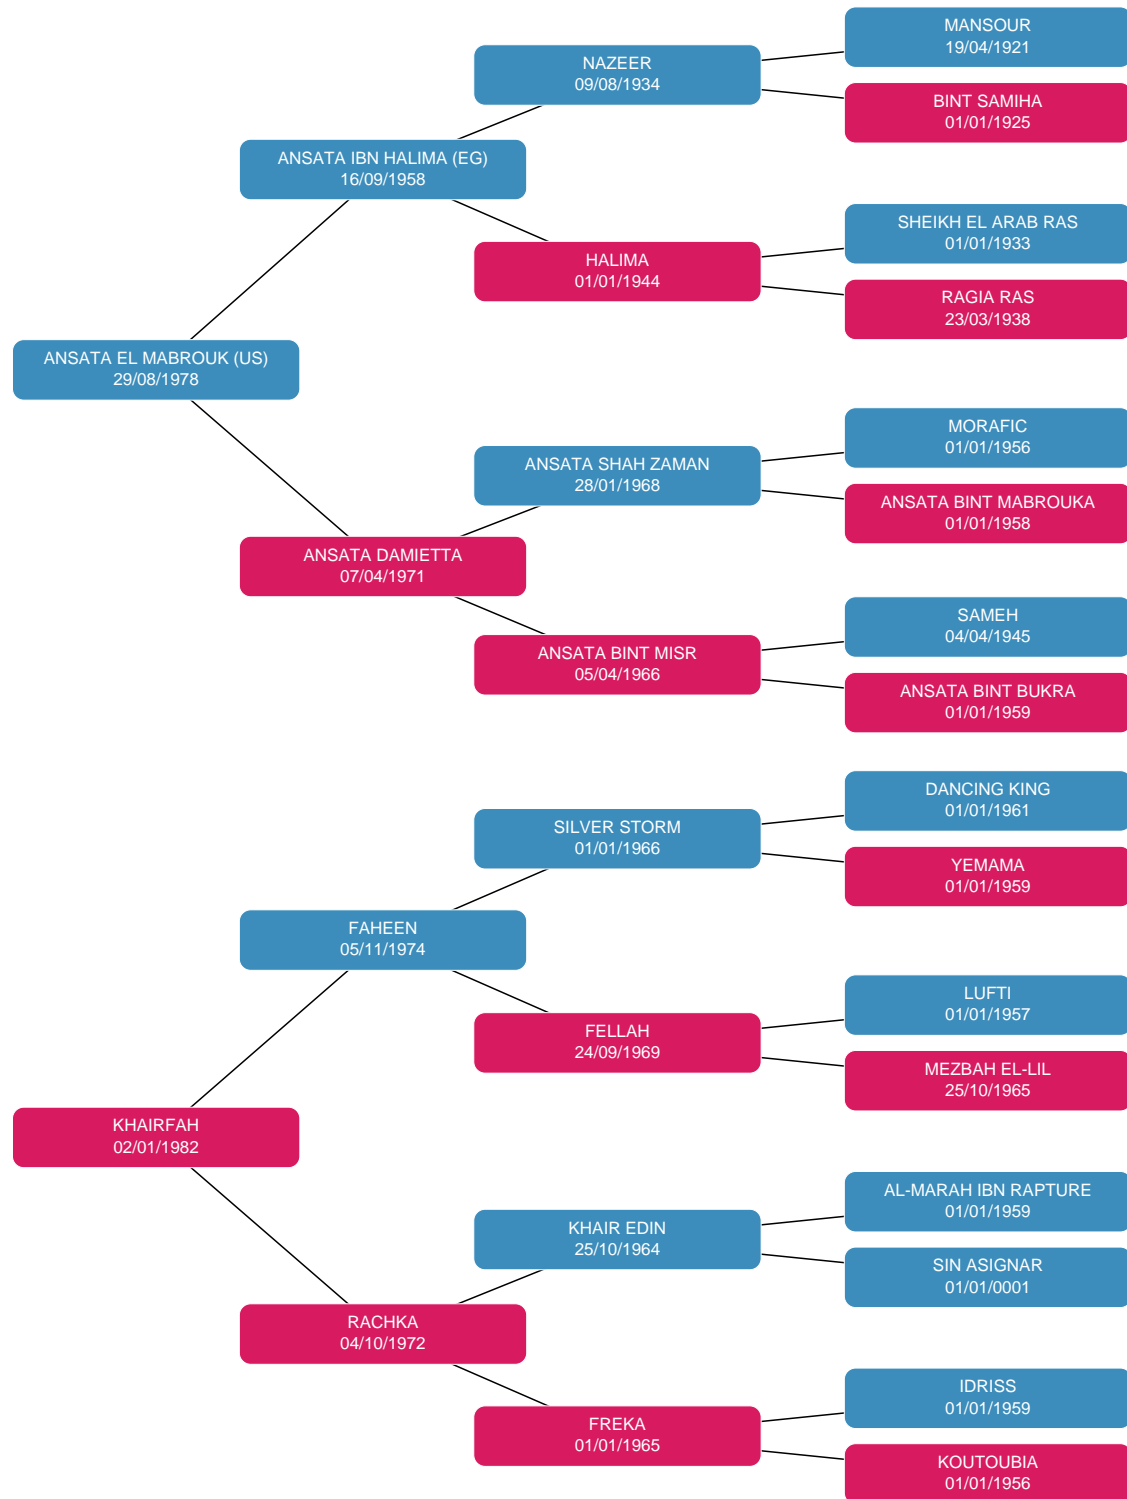 MANSOUR
19/04/1921
NAZEER
09/08/1934
BINT SAMIHA
01/01/1925
ANSATA IBN HALIMA (EG)
16/09/1958
SHEIKH EL ARAB RAS
01/01/1933
HALIMA
01/01/1944
RAGIA RAS
23/03/1938
ANSATA EL MABROUK (US)
29/08/1978
MORAFIC
01/01/1956
ANSATA SHAH ZAMAN
28/01/1968
ANSATA BINT MABROUKA
01/01/1958
ANSATA DAMIETTA
07/04/1971
SAMEH
04/04/1945
ANSATA BINT MISR
05/04/1966
ANSATA BINT BUKRA
01/01/1959
DANCING KING
01/01/1961
SILVER STORM
01/01/1966
YEMAMA
01/01/1959
FAHEEN
05/11/1974
LUFTI
01/01/1957
FELLAH
24/09/1969
MEZBAH EL-LIL
25/10/1965
KHAIRFAH
02/01/1982
AL-MARAH IBN RAPTURE
01/01/1959
KHAIR EDIN
25/10/1964
SIN ASIGNAR
01/01/0001
RACHKA
04/10/1972
IDRISS
01/01/1959
FREKA
01/01/1965
KOUTOUBIA
01/01/1956